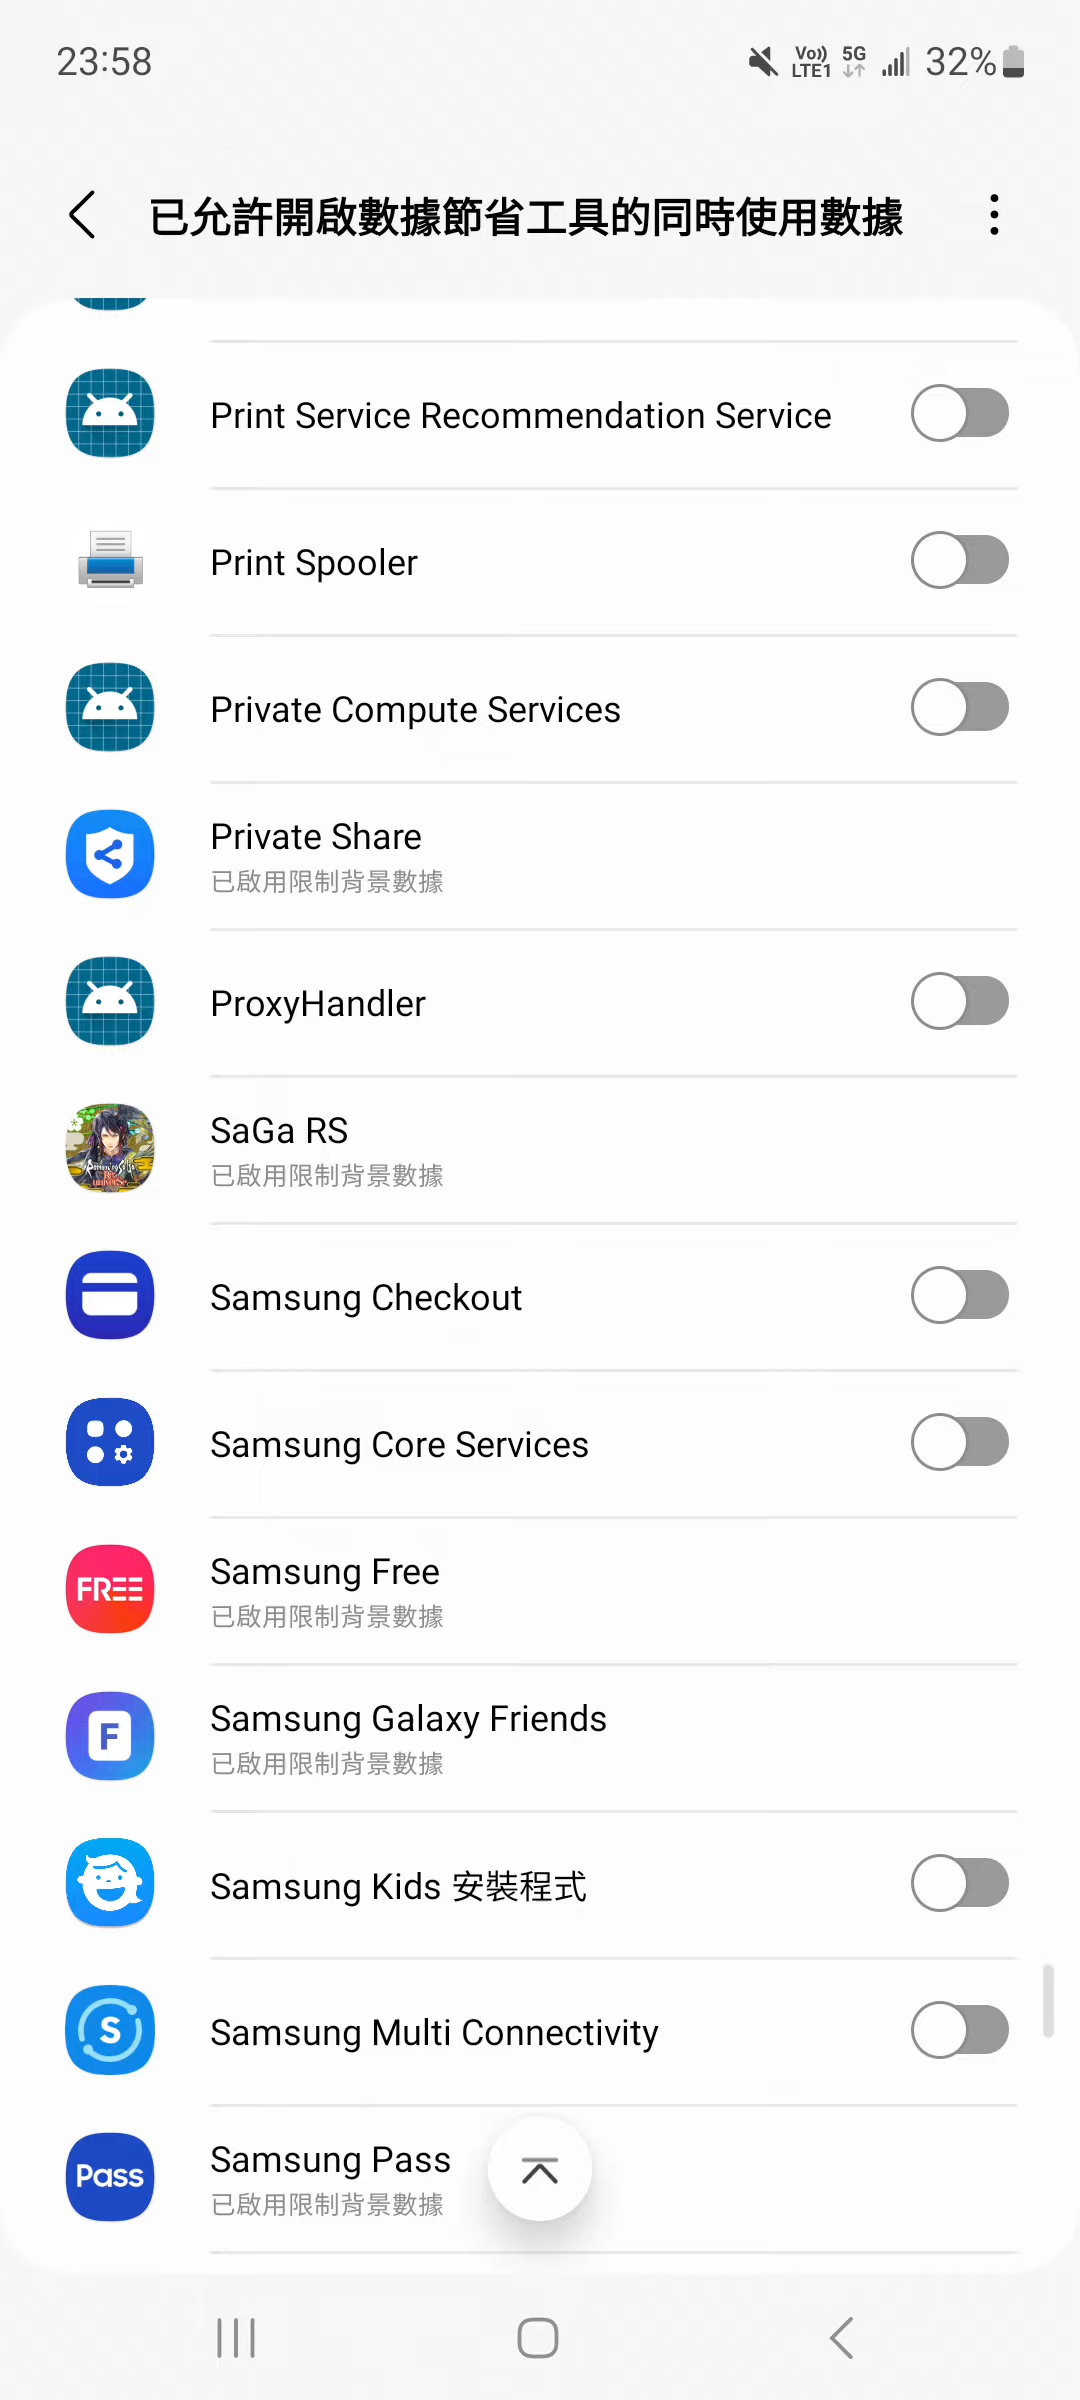 23:58
Vo))
LTE1
5G
32%
已允許開啟數據節省工具的同時使用數據
Print Service Recommendation Service
Print Spooler
Private Compute Services
Private Share
已啟用限制背景數據
ProxyHandler
SaGa RS
已啟用限制背景數據
Samsung Checkout
Samsung Core Services
FREE
Samsung Free
已啟用限制背景數據
F
Samsung Galaxy Friends
已啟用限制背景數據
Samsung Kids 安裝程式
S
Samsung Multi Connectivity
Pass
Samsung Pass
已啟用限制背景數據